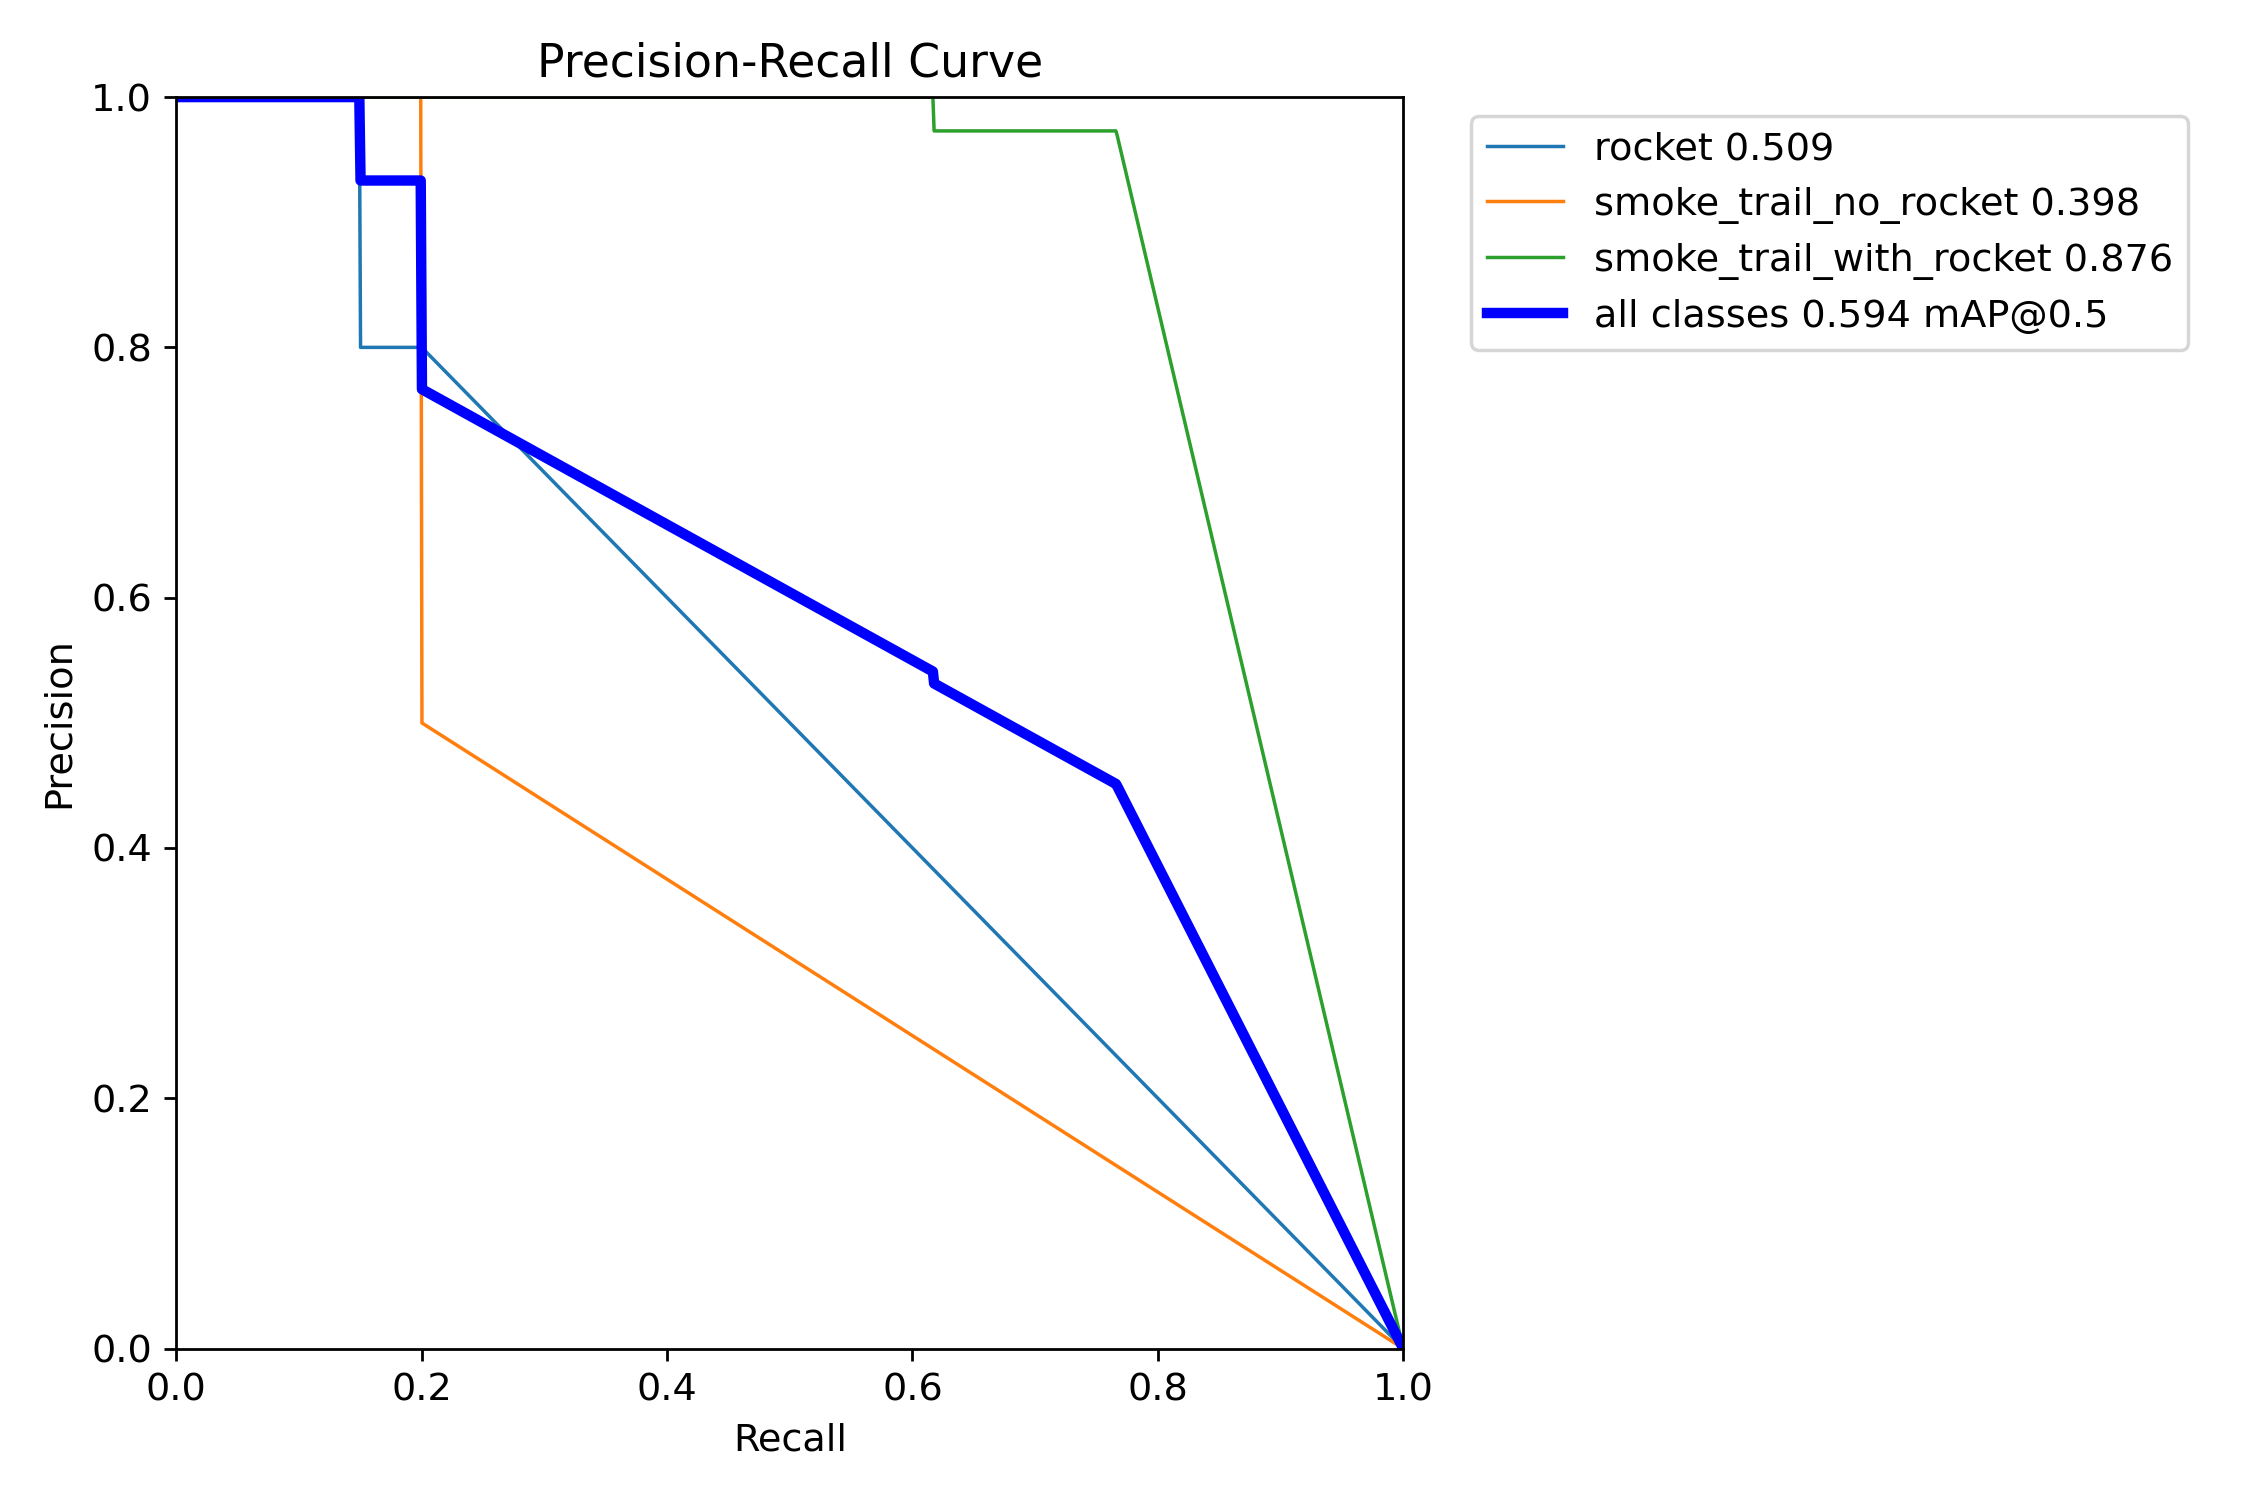 Precision-Recall Curve
1.0
0.8
0.6
0.4
0.2
0.0
Precision
0.0 0.2 0.4 0.6 0.8 1.0
Recall
rocket 0.509
smoke_trail_no_rocket 0.398
smoke_trail_with_rocket 0.876
all classes 0.594 mAP@0.5